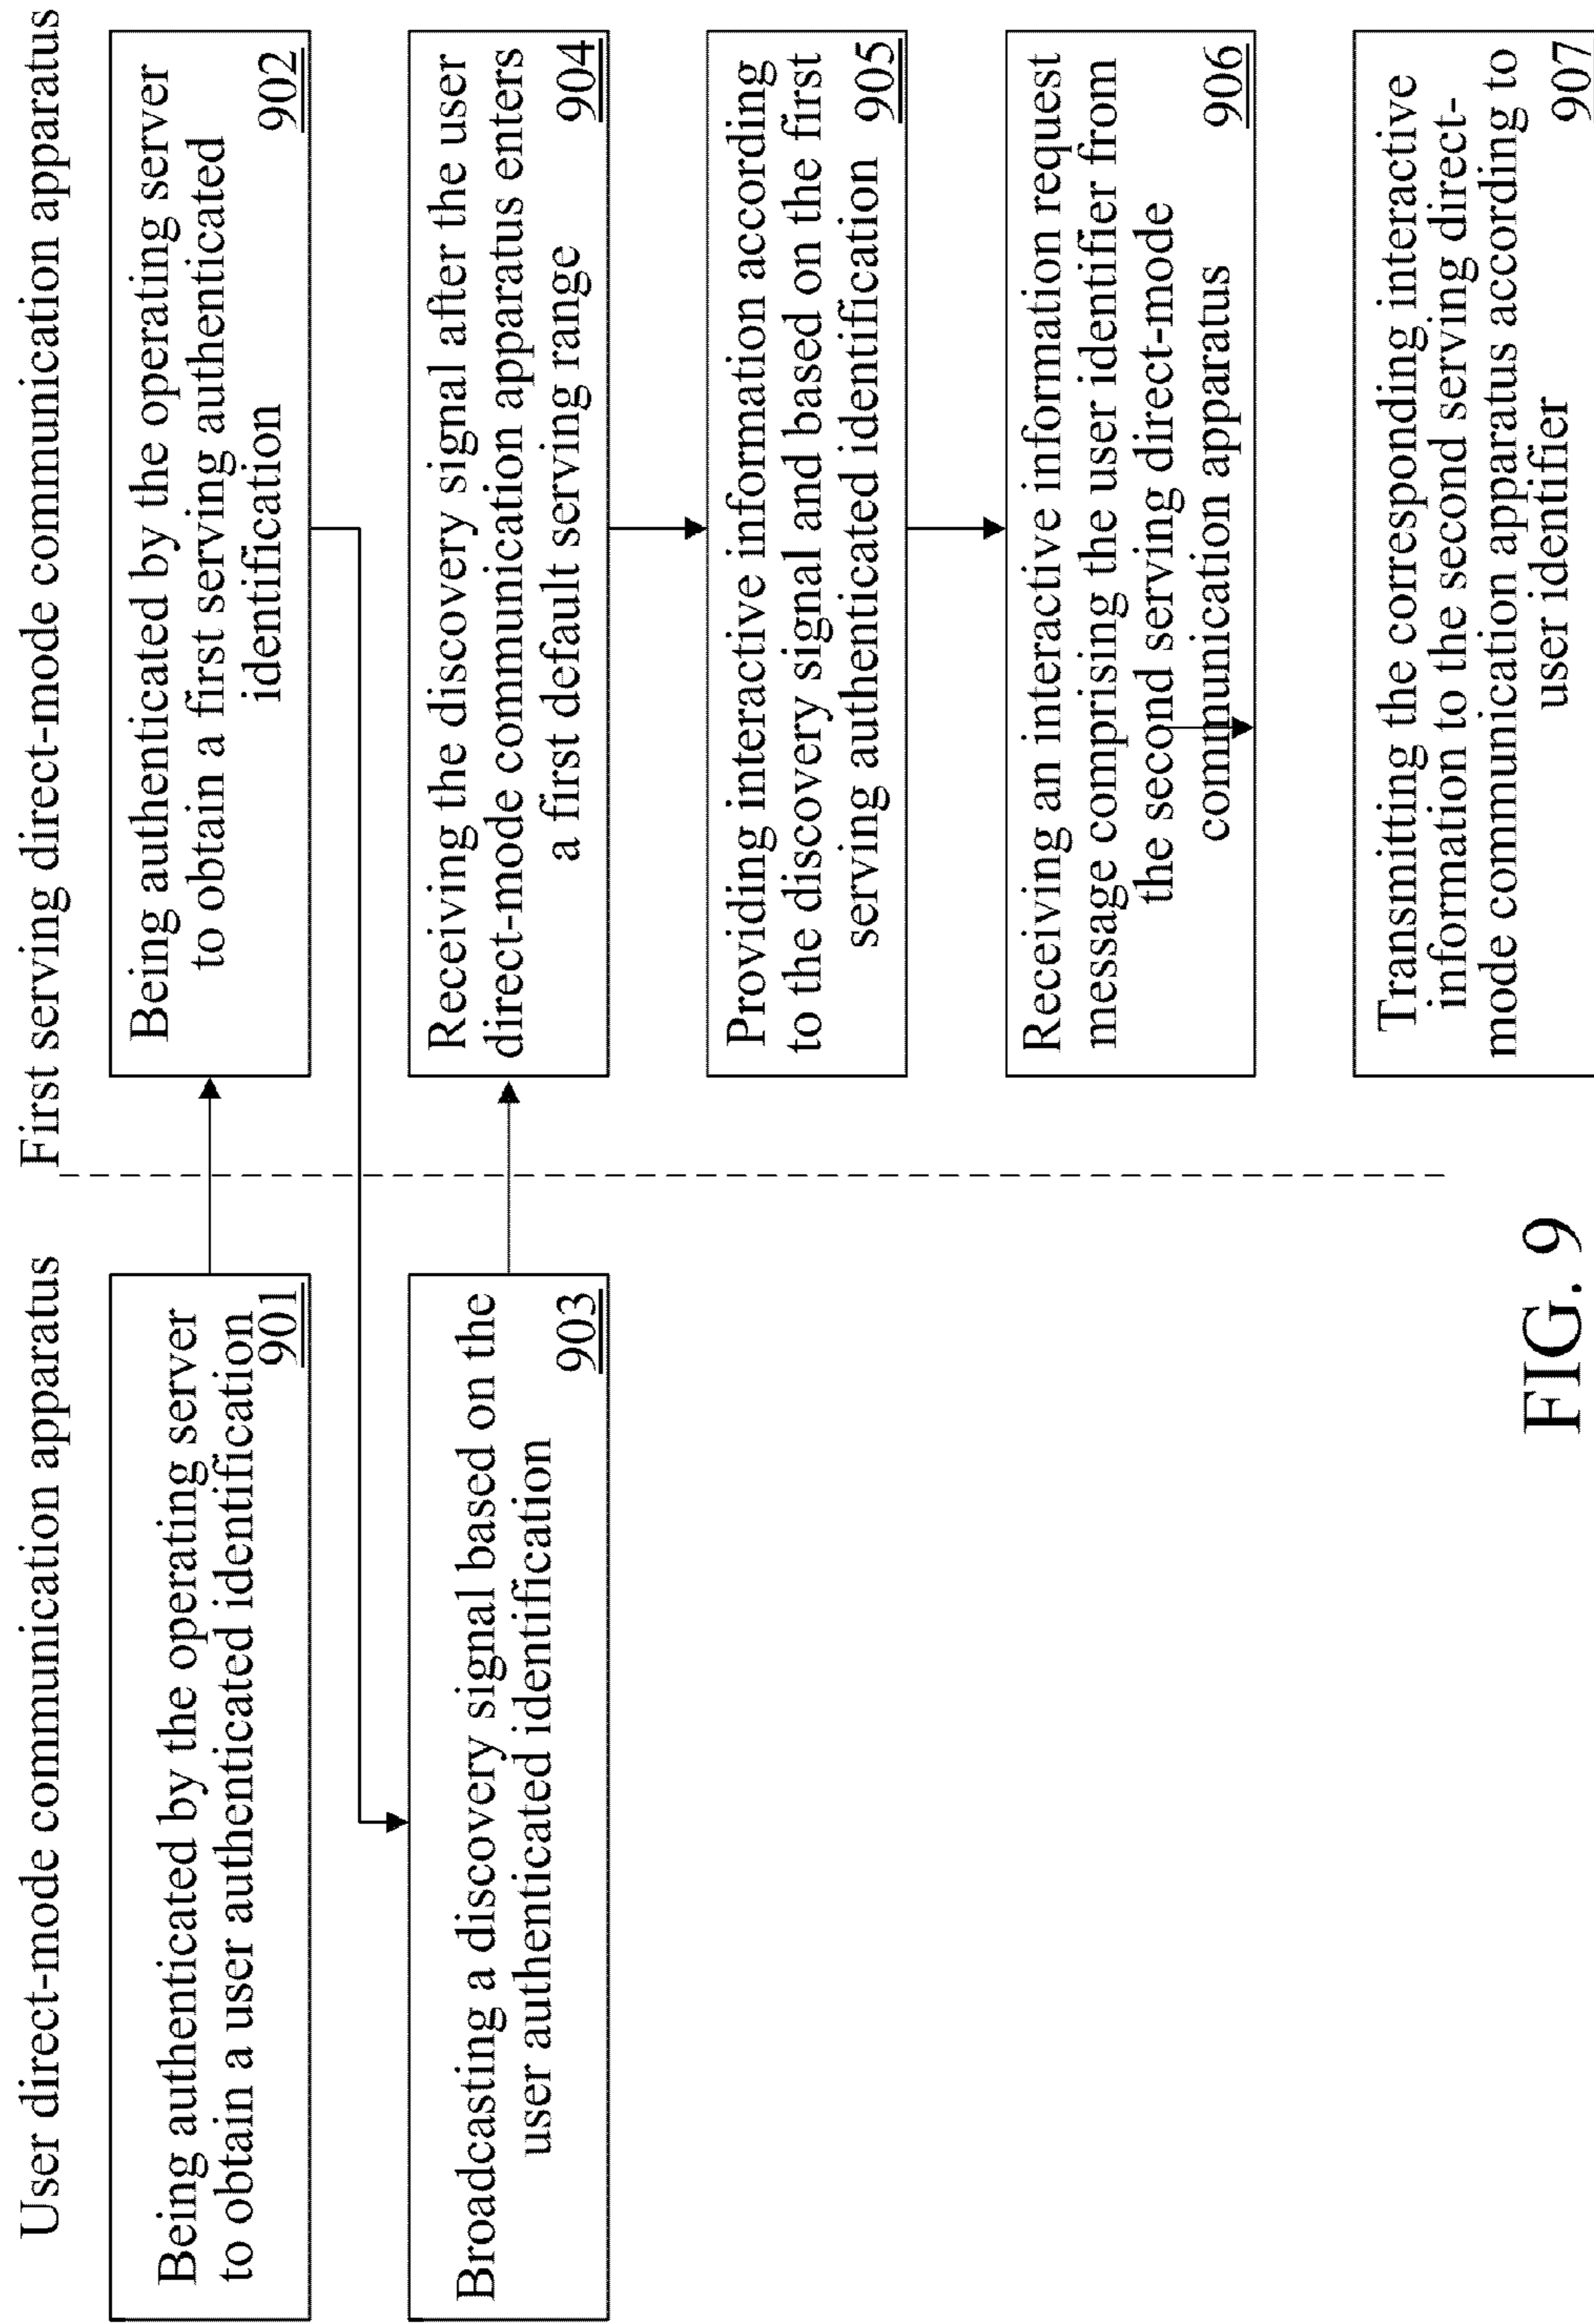 User direct-mode communication apparatus
First serving direct-mode communication apparatus
Being authenticated by the operating server
to obtain a user authenticated identification
901
Being authenticated by the operating server
to obtain a first serving authenticated
identification
902
Broadcasting a discovery signal based on the
user authenticated identification
903
Receiving the discovery signal after the user
direct-mode communication apparatus enters
a first default serving range
904
Providing interactive information according
to the discovery signal and based on the first
serving authenticated identification
905
Receiving an interactive information request
message comprising the user identifier from
the second serving direct-mode
communication apparatus
906
Transmitting the corresponding interactive
information to the second serving direct-
mode communication apparatus according to
user identifier
907
FIG. 9